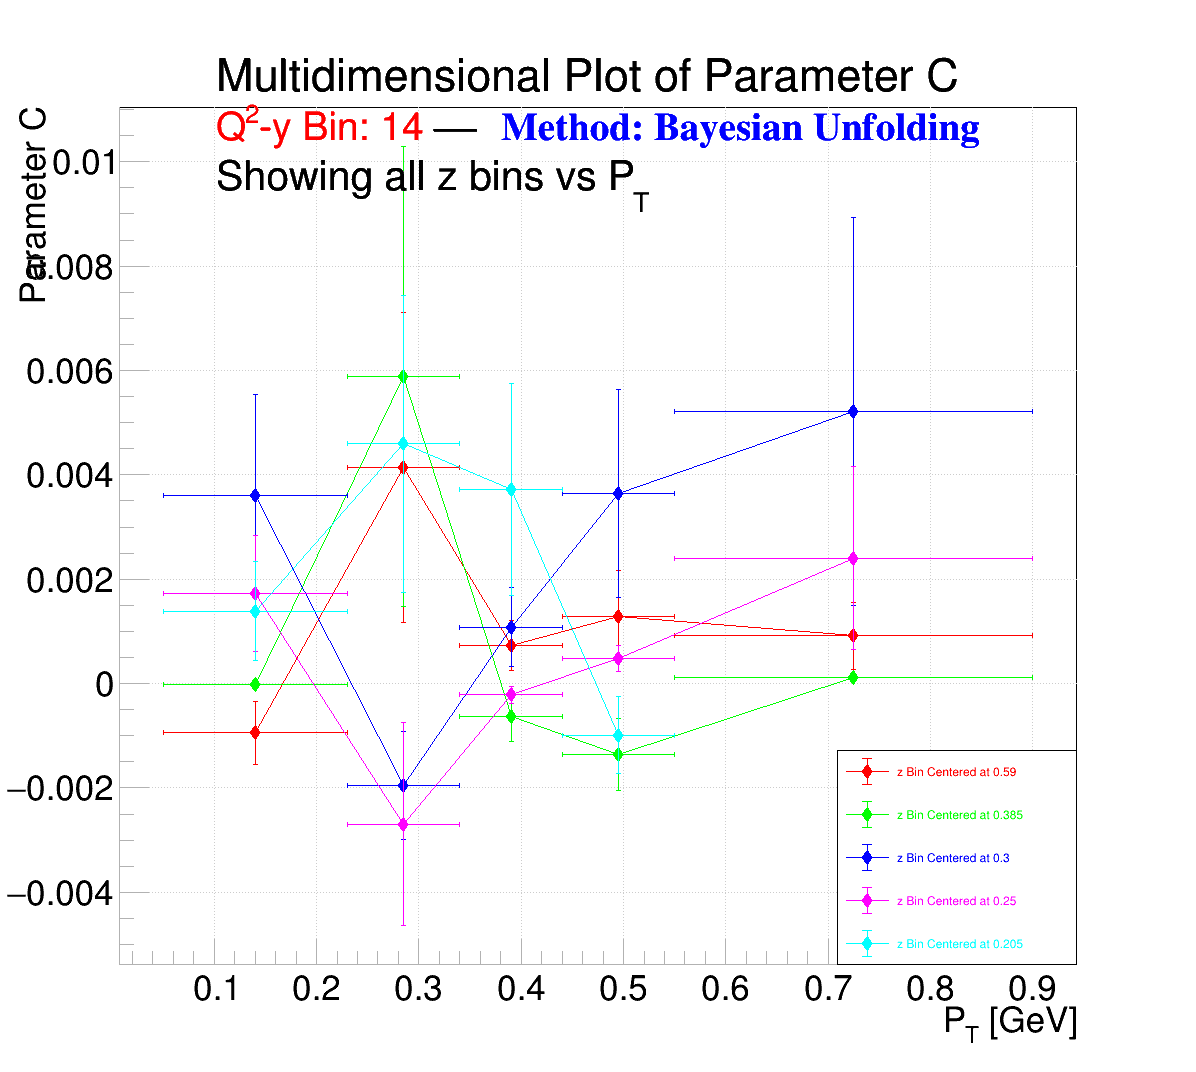 Multidimensional Plot of Parameter C
Q²-y Bin: 14 — Method: Bayesian Unfolding
Showing all z bins vs P_T
Parameter C
0.01
0.008
0.006
0.004
0.002
0
−0.002
−0.004
z Bin Centered at 0.59
z Bin Centered at 0.385
z Bin Centered at 0.3
z Bin Centered at 0.25
z Bin Centered at 0.205
0.1 0.2 0.3 0.4 0.5 0.6 0.7 0.8 0.9
P_T [GeV]